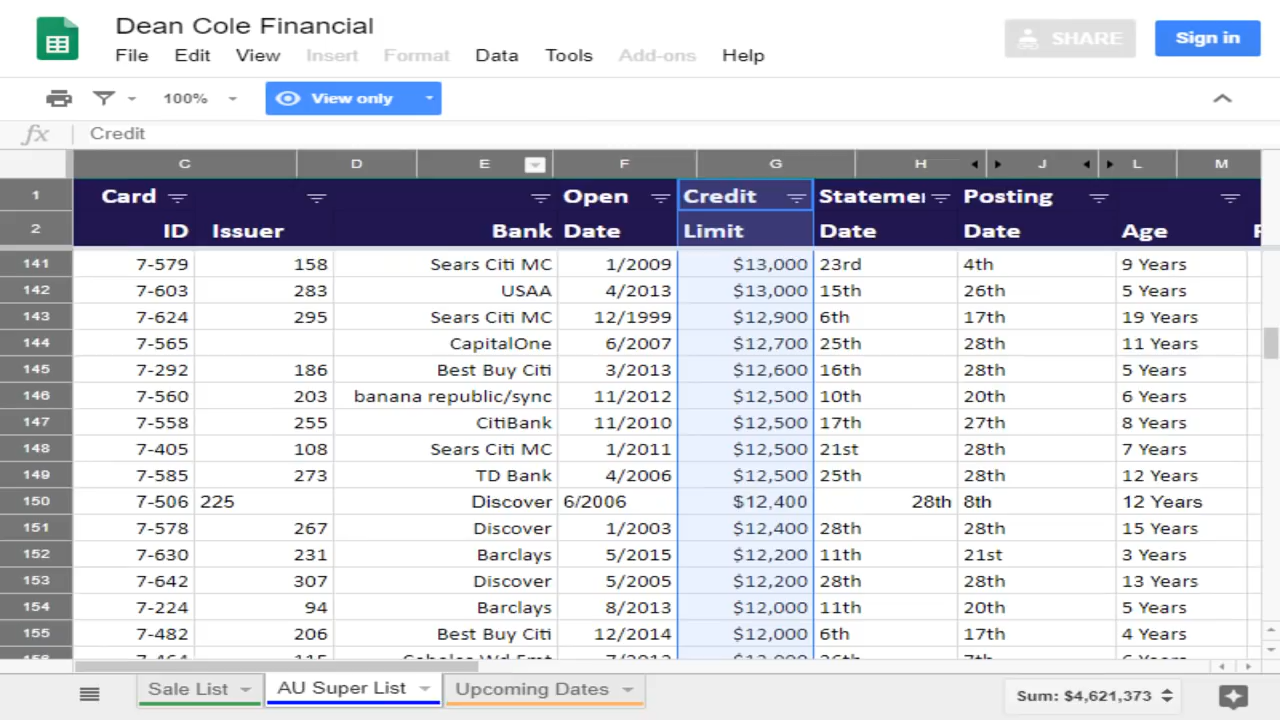 Dean Cole Financial
File Edit View Insert Format Data Tools Add-ons Help
SHARE
Sign in
100% View only
fx Credit
C D E F G H J L M
1 Card Open Credit Statemer Posting
2 ID Issuer Bank Date Limit Date Date Age
141 7-579 158 Sears Citi MC 1/2009 $13,000 23rd 4th 9 Years
142 7-603 283 USAA 4/2013 $13,000 15th 26th 5 Years
143 7-624 295 Sears Citi MC 12/1999 $12,900 6th 17th 19 Years
144 7-565 CapitalOne 6/2007 $12,700 25th 28th 11 Years
145 7-292 186 Best Buy Citi 3/2013 $12,600 16th 28th 5 Years
146 7-560 203 banana republic/sync 11/2012 $12,500 10th 20th 6 Years
147 7-558 255 CitiBank 11/2010 $12,500 17th 27th 8 Years
148 7-405 108 Sears Citi MC 1/2011 $12,500 21st 28th 7 Years
149 7-585 273 TD Bank 4/2006 $12,500 25th 28th 12 Years
150 7-506 225 Discover 6/2006 $12,400 28th 8th 12 Years
151 7-578 267 Discover 1/2003 $12,400 28th 28th 15 Years
152 7-630 231 Barclays 5/2015 $12,200 11th 21st 3 Years
153 7-642 307 Discover 5/2005 $12,200 28th 28th 13 Years
154 7-224 94 Barclays 8/2013 $12,000 11th 20th 5 Years
155 7-482 206 Best Buy Citi 12/2014 $12,000 6th 17th 4 Years
Sale List AU Super List Upcoming Dates
Sum: $4,621,373